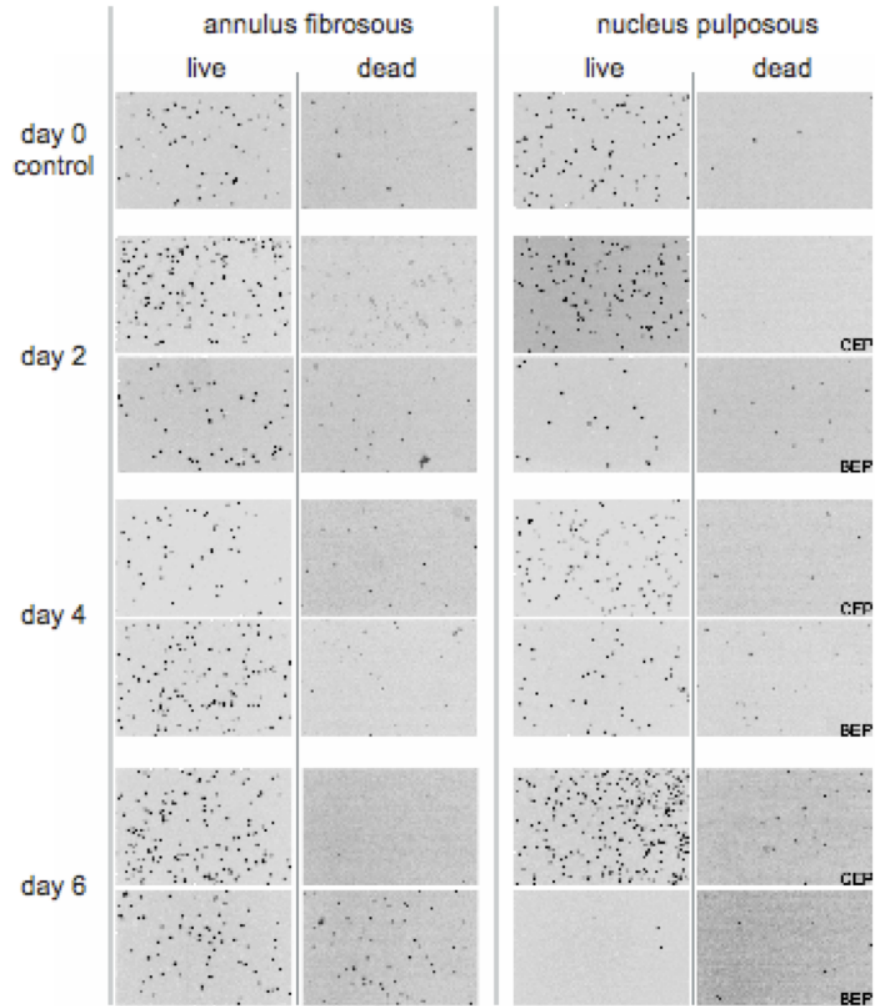 annulus fibrosous nucleus pulposous
live dead live dead
day 0
control
CEP
day 2
BEP
CEP
day 4
BEP
CEP
day 6
BEP